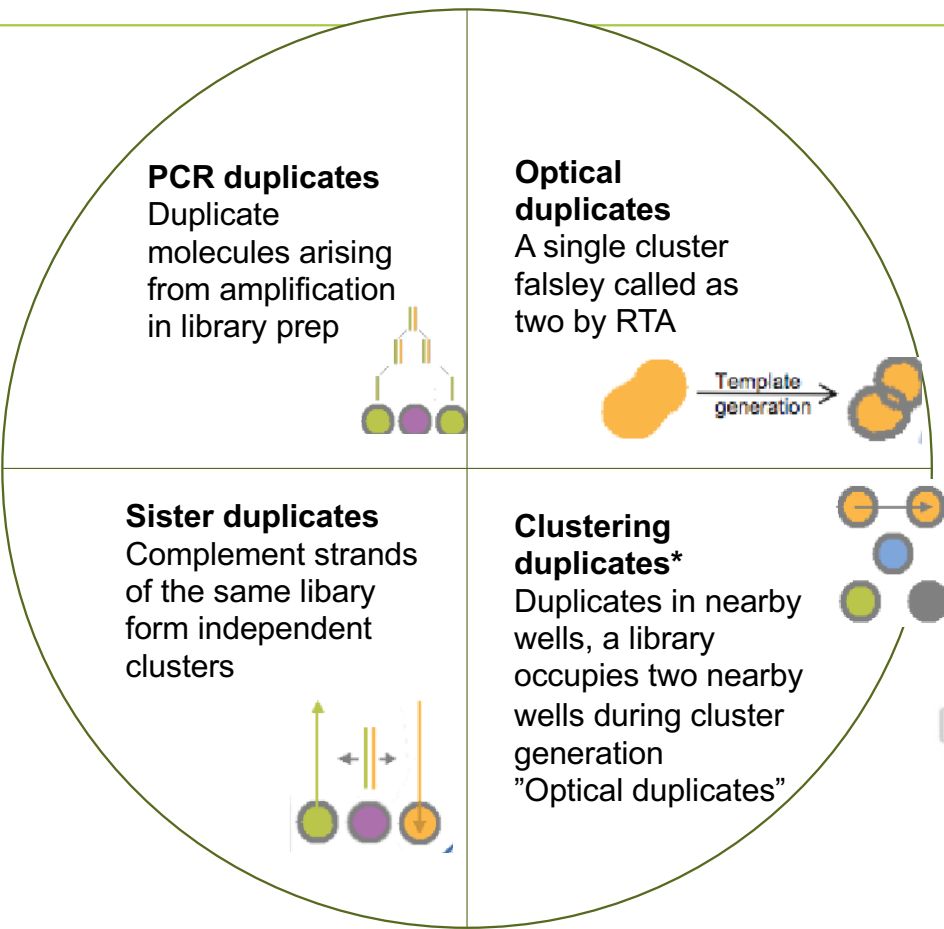 PCR duplicates
Duplicate
molecules arising
from amplification
in library prep
Optical
duplicates
A single cluster
falsley called as
two by RTA
Template
generation
Sister duplicates
Complement strands
of the same libary
form independent
clusters
Clustering
duplicates*
Duplicates in nearby
wells, a library
occupies two nearby
wells during cluster
generation
”Optical duplicates”